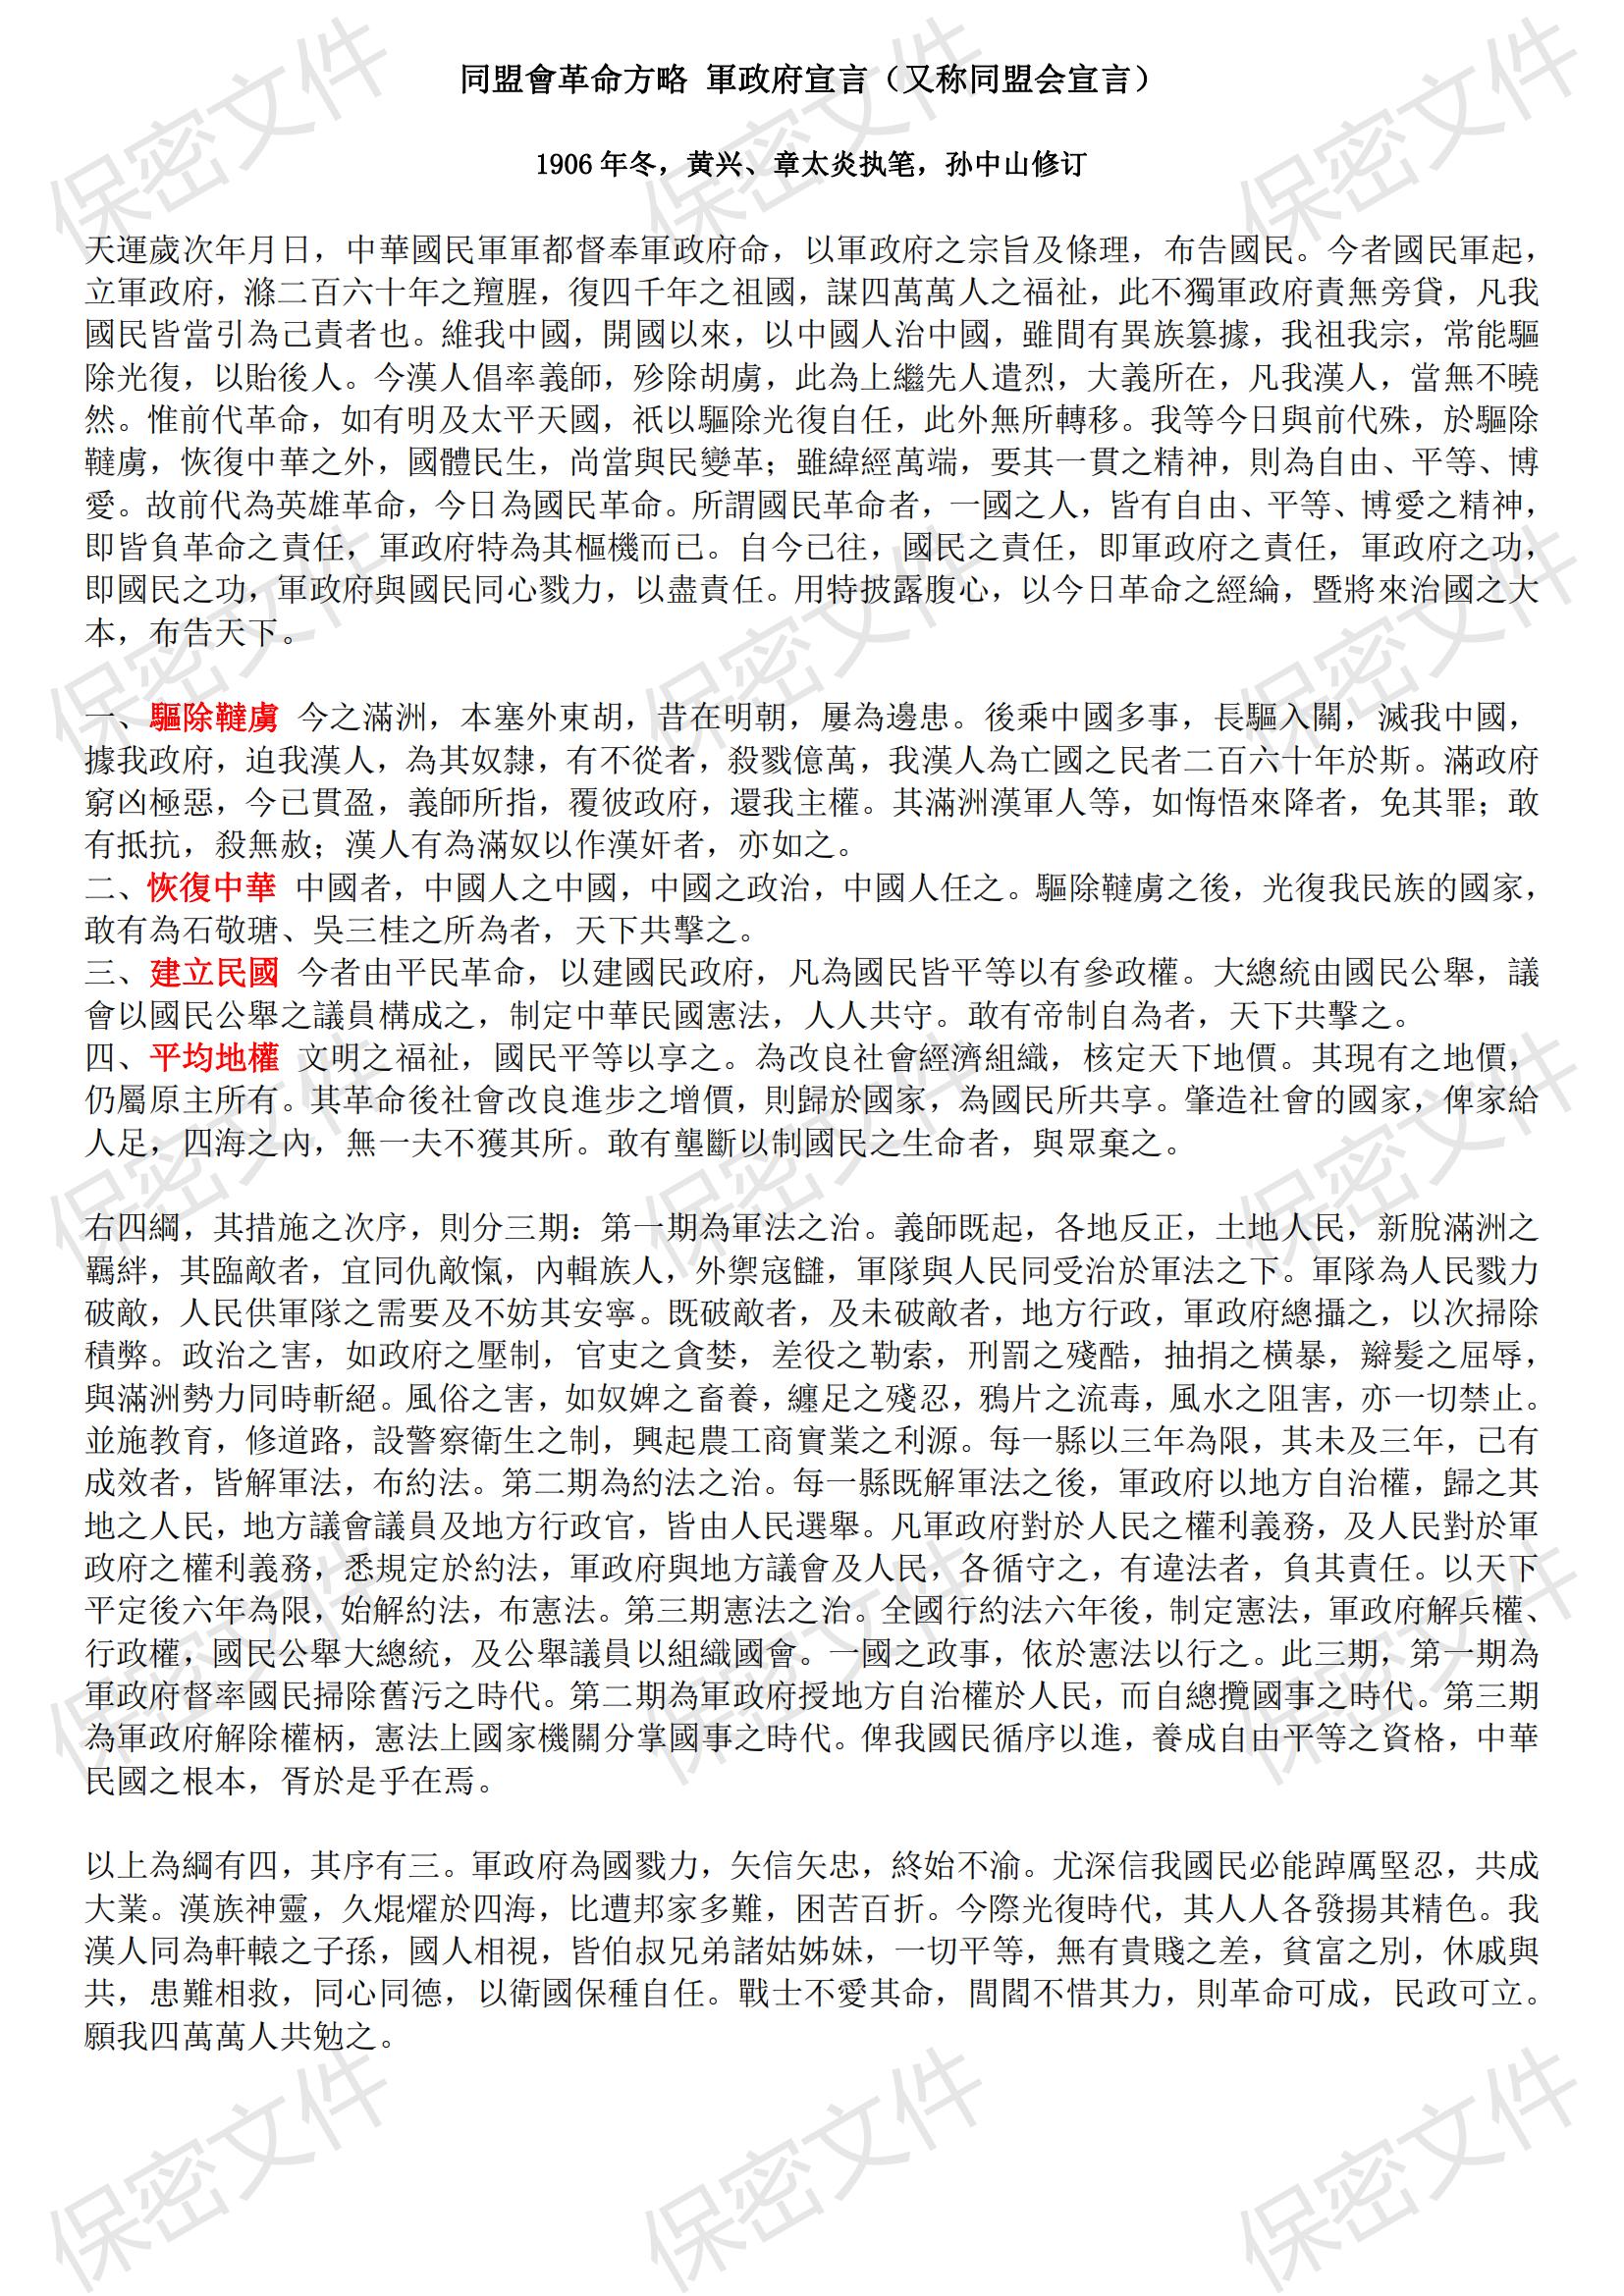 同盟會革命方略 軍政府宣言（又称同盟会宣言）
1906 年冬，黄兴、章太炎执笔，孙中山修订
天運歲次年月日，中華國民軍軍都督奉軍政府命，以軍政府之宗旨及條理，布告國民。今者國民軍起，
立軍政府，滌二百六十年之羶腥，復四千年之祖國，謀四萬萬人之福祉，此不獨軍政府責無旁貸，凡我
國民皆當引為己責者也。維我中國，開國以來，以中國人治中國，雖間有異族篡據，我祖我宗，常能驅
除光復，以貽後人。今漢人倡率義師，殄除胡虜，此為上繼先人遺烈，大義所在，凡我漢人，當無不曉
然。惟前代革命，如有明及太平天國，祇以驅除光復自任，此外無所轉移。我等今日與前代殊，於驅除
韃虜，恢復中華之外，國體民生，尚當與民變革；雖緯經萬端，要其一貫之精神，則為自由、平等、博
愛。故前代為英雄革命，今日為國民革命。所謂國民革命者，一國之人，皆有自由、平等、博愛之精神，
即皆負革命之責任，軍政府特為其樞機而已。自今已往，國民之責任，即軍政府之責任，軍政府之功，
即國民之功，軍政府與國民同心戮力，以盡責任。用特披露腹心，以今日革命之經綸，暨將來治國之大
本，布告天下。
一、驅除韃虜 今之滿洲，本塞外東胡，昔在明朝，屢為邊患。後乘中國多事，長驅入關，滅我中國，
據我政府，迫我漢人，為其奴隸，有不從者，殺戮億萬，我漢人為亡國之民者二百六十年於斯。滿政府
窮凶極惡，今已貫盈，義師所指，覆彼政府，還我主權。其滿洲漢軍人等，如悔悟來降者，免其罪；敢
有抵抗，殺無赦；漢人有為滿奴以作漢奸者，亦如之。
二、恢復中華 中國者，中國人之中國，中國之政治，中國人任之。驅除韃虜之後，光復我民族的國家，
敢有為石敬瑭、吳三桂之所為者，天下共擊之。
三、建立民國 今者由平民革命，以建國民政府，凡為國民皆平等以有參政權。大總統由國民公舉，議
會以國民公舉之議員構成之，制定中華民國憲法，人人共守。敢有帝制自為者，天下共擊之。
四、平均地權 文明之福祉，國民平等以享之。為改良社會經濟組織，核定天下地價。其現有之地價，
仍屬原主所有。其革命後社會改良進步之增價，則歸於國家，為國民所共享。肇造社會的國家，俾家給
人足，四海之內，無一夫不獲其所。敢有壟斷以制國民之生命者，與眾棄之。
右四綱，其措施之次序，則分三期：第一期為軍法之治。義師既起，各地反正，土地人民，新脫滿洲之
羈絆，其臨敵者，宜同仇敵愾，內輯族人，外禦寇讎，軍隊與人民同受治於軍法之下。軍隊為人民戮力
破敵，人民供軍隊之需要及不妨其安寧。既破敵者，及未破敵者，地方行政，軍政府總攝之，以次掃除
積弊。政治之害，如政府之壓制，官吏之貪婪，差役之勒索，刑罰之殘酷，抽捐之橫暴，辮髮之屈辱，
與滿洲勢力同時斬絕。風俗之害，如奴婢之畜養，纏足之殘忍，鴉片之流毒，風水之阻害，亦一切禁止。
並施教育，修道路，設警察衛生之制，興起農工商實業之利源。每一縣以三年為限，其未及三年，已有
成效者，皆解軍法，布約法。第二期為約法之治。每一縣既解軍法之後，軍政府以地方自治權，歸之其
地之人民，地方議會議員及地方行政官，皆由人民選舉。凡軍政府對於人民之權利義務，及人民對於軍
政府之權利義務，悉規定於約法，軍政府與地方議會及人民，各循守之，有違法者，負其責任。以天下
平定後六年為限，始解約法，布憲法。第三期憲法之治。全國行約法六年後，制定憲法，軍政府解兵權、
行政權，國民公舉大總統，及公舉議員以組織國會。一國之政事，依於憲法以行之。此三期，第一期為
軍政府督率國民掃除舊污之時代。第二期為軍政府授地方自治權於人民，而自總攬國事之時代。第三期
為軍政府解除權柄，憲法上國家機關分掌國事之時代。俾我國民循序以進，養成自由平等之資格，中華
民國之根本，胥於是乎在焉。
以上為綱有四，其序有三。軍政府為國戮力，矢信矢忠，終始不渝。尤深信我國民必能踔厲堅忍，共成
大業。漢族神靈，久焜燿於四海，比遭邦家多難，困苦百折。今際光復時代，其人人各發揚其精色。我
漢人同為軒轅之子孫，國人相視，皆伯叔兄弟諸姑姊妹，一切平等，無有貴賤之差，貧富之別，休戚與
共，患難相救，同心同德，以衛國保種自任。戰士不愛其命，閭閻不惜其力，則革命可成，民政可立。
願我四萬萬人共勉之。
保密文件 保密文件 保密文件
保密文件 保密文件 保密文件
保密文件 保密文件 保密文件
保密文件 保密文件 保密文件
保密文件 保密文件 保密文件